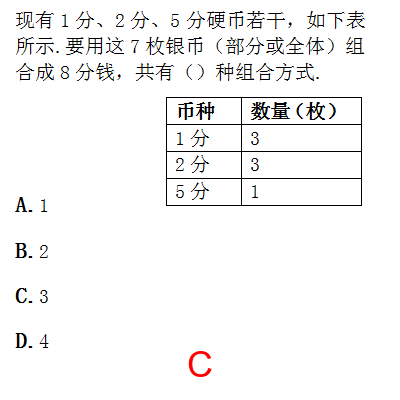 现有 1 分、2 分、5 分硬币若干，如下表
所示.要用这 7 枚银币（部分或全体）组
合成 8 分钱，共有（）种组合方式.
币种 数量（枚）
1 分 3
2 分 3
5 分 1
A. 1
B. 2
C. 3
D. 4
C